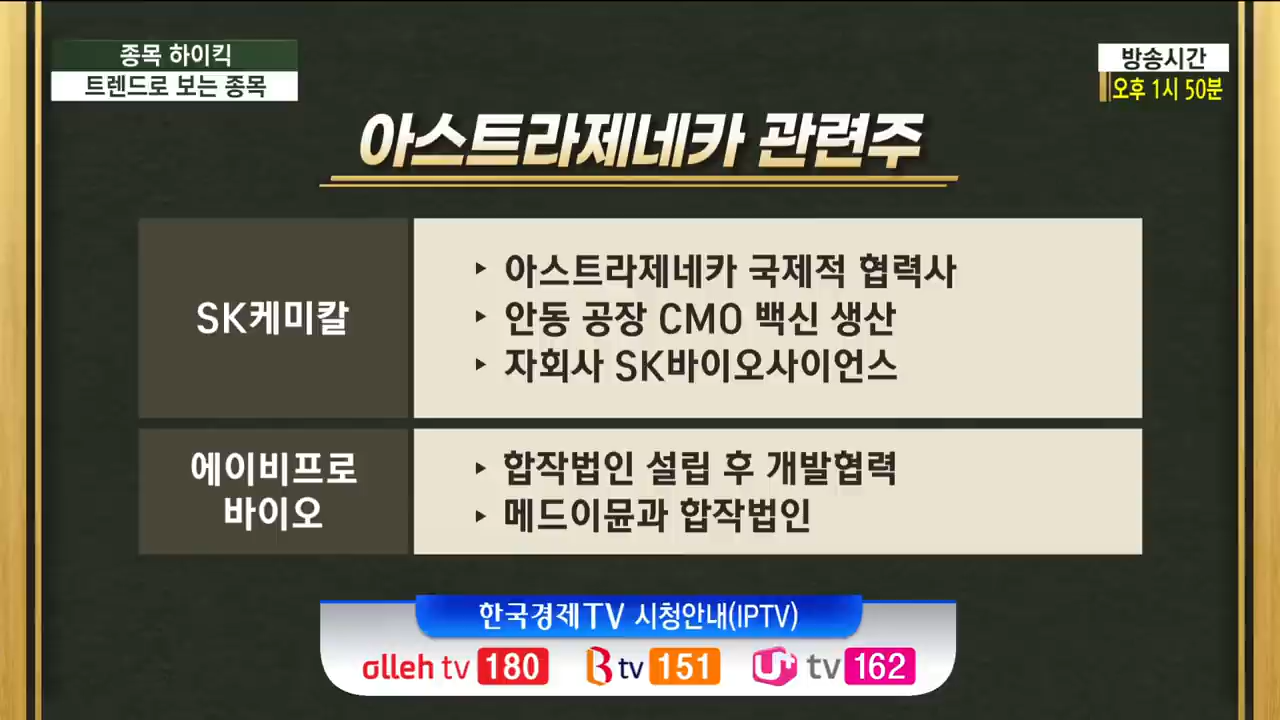 종목 하이킥
트렌드로 보는 종목
방송시간
오후 1시 50분
아스트라제네카 관련주
SK케미칼
▸ 아스트라제네카 국제적 협력사
▸ 안동 공장 CMO 백신 생산
▸ 자회사 SK바이오사이언스
에이비프로
바이오
▸ 합작법인 설립 후 개발협력
▸ 메드이뮨과 합작법인
한국경제TV 시청안내(IPTV)
olleh tv 180 B tv 151 U+ tv 162